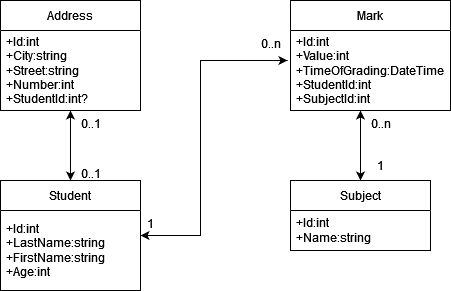 Address
+Id:int
+City:string
+Street:string
+Number:int
+StudentId:int?
Mark
+Id:int
+Value:int
+TimeOfGrading:DateTime
+StudentId:int
+SubjectId:int
0..n
0..1
0..n
0..1
1
Student
+Id:int
+LastName:string
+FirstName:string
+Age:int
1
Subject
+Id:int
+Name:string